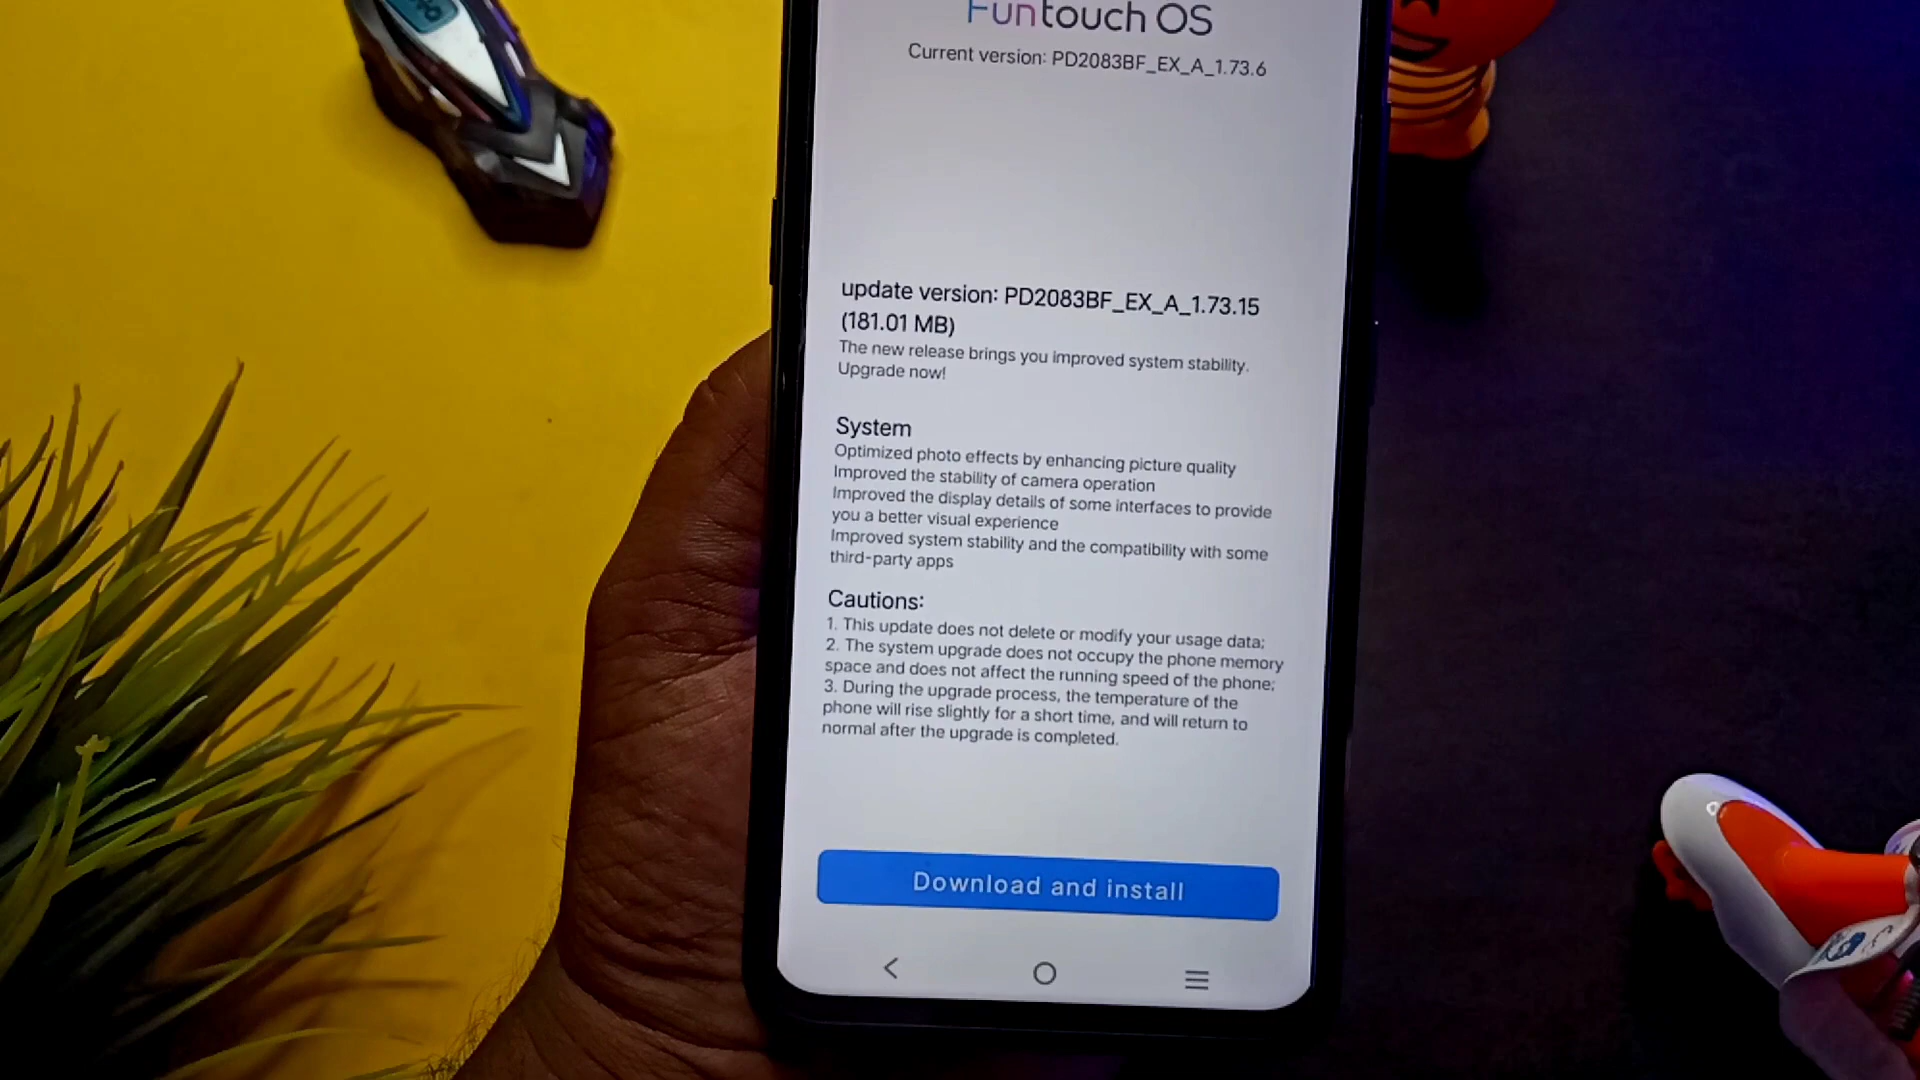 Funtouch OS
Current version: PD2083BF_EX_A_1.73.6
update version: PD2083BF_EX_A_1.73.15
(181.01 MB)
The new release brings you improved system stability.
Upgrade now!
System
Optimized photo effects by enhancing picture quality
Improved the stability of camera operation
Improved the display details of some interfaces to provide
you a better visual experience
Improved system stability and the compatibility with some
third-party apps
Cautions:
1. This update does not delete or modify your usage data;
2. The system upgrade does not occupy the phone memory
space and does not affect the running speed of the phone;
3. During the upgrade process, the temperature of the
phone will rise slightly for a short time, and will return to
normal after the upgrade is completed.
Download and install